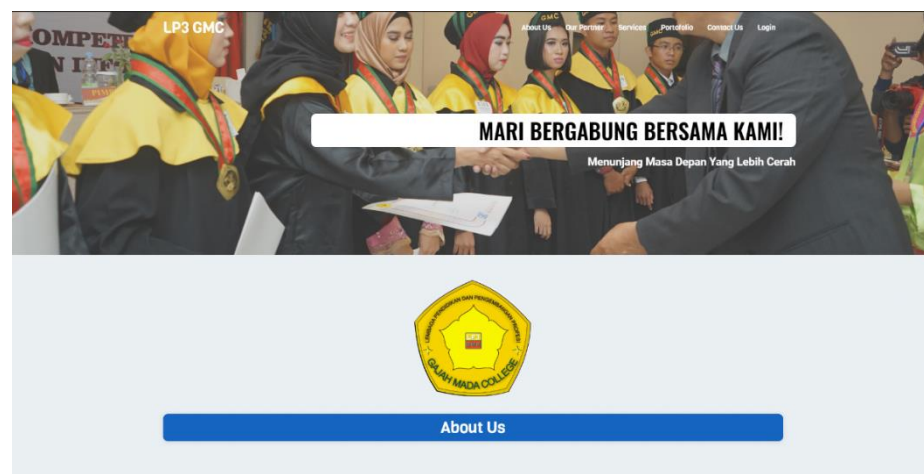 LP3 GMC
About Us Our Partner Services Portofolio Contact Us Login
MARI BERGABUNG BERSAMA KAMI!
Menunjang Masa Depan Yang Lebih Cerah
GAJAH MADA COLLEGE
About Us